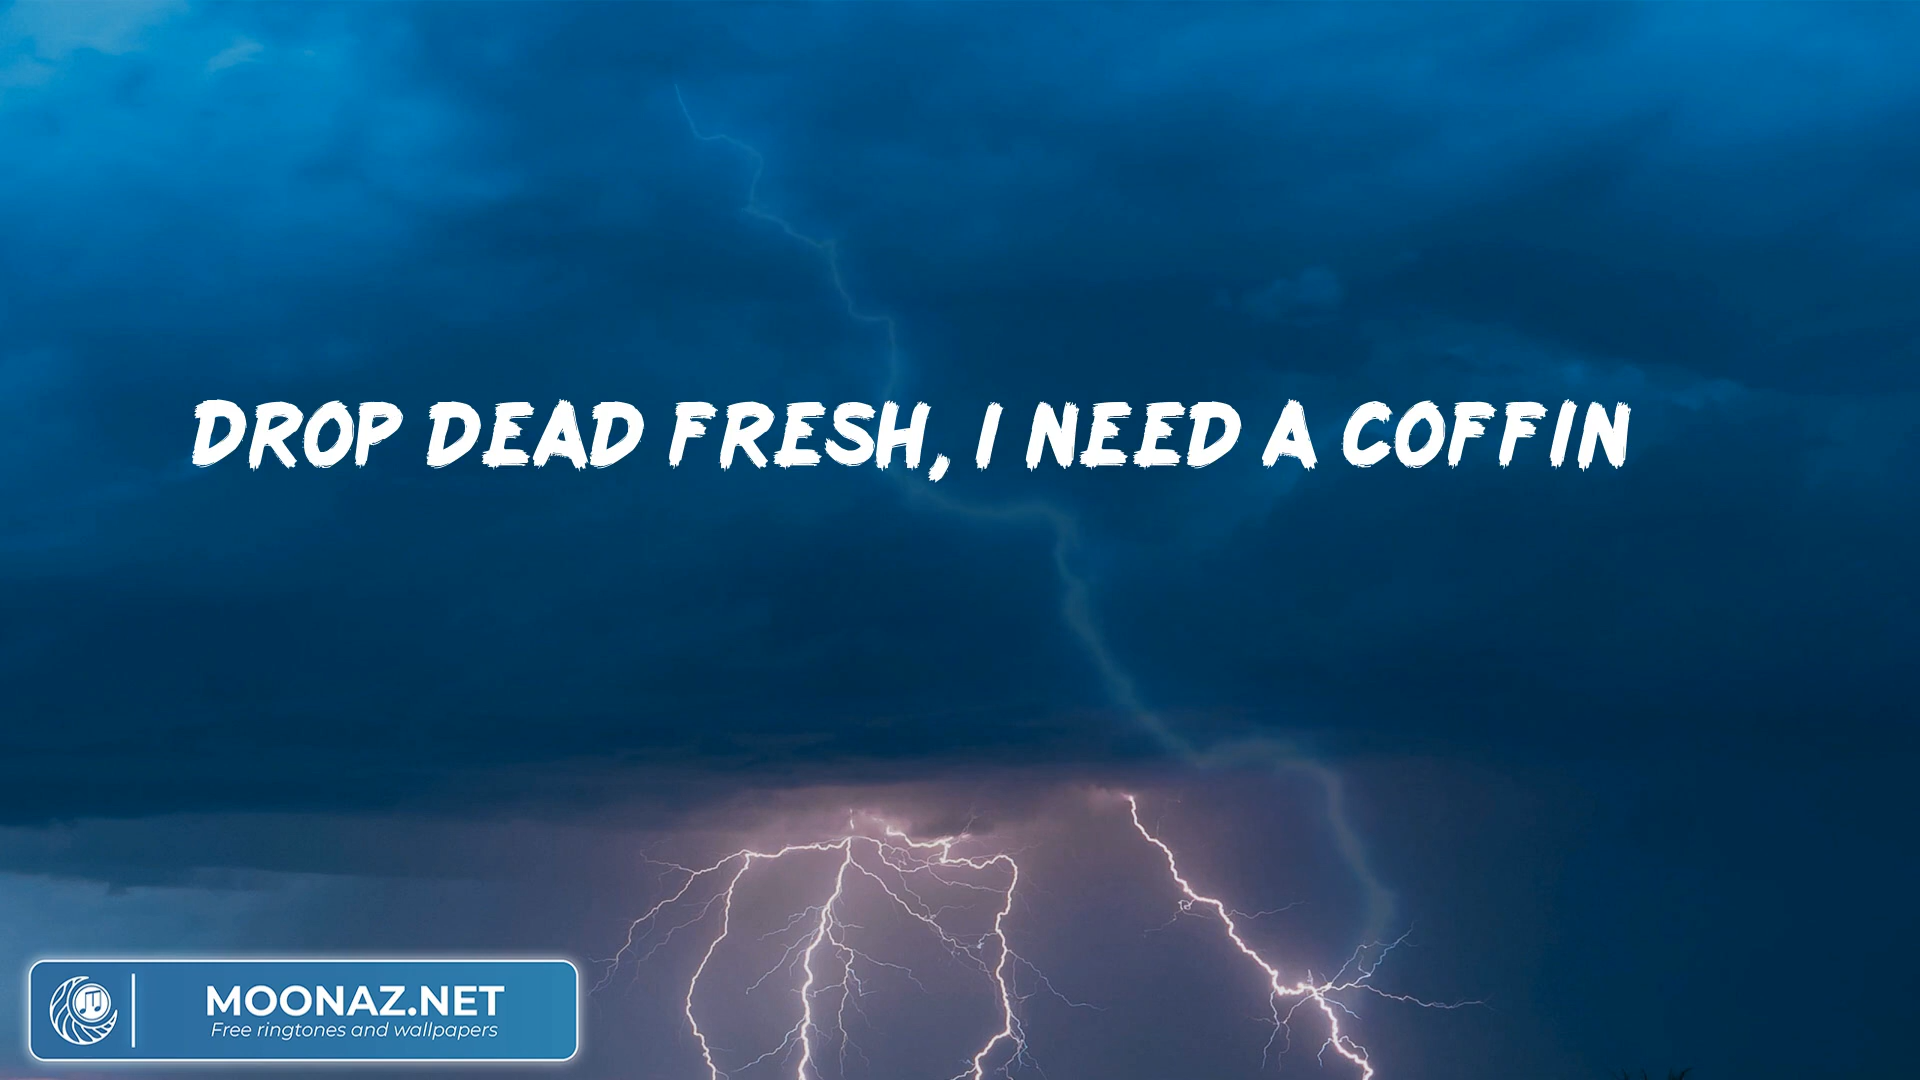 DROP DEAD FRESH, I NEED A COFFIN
MOONAZ.NET
Free ringtones and wallpapers